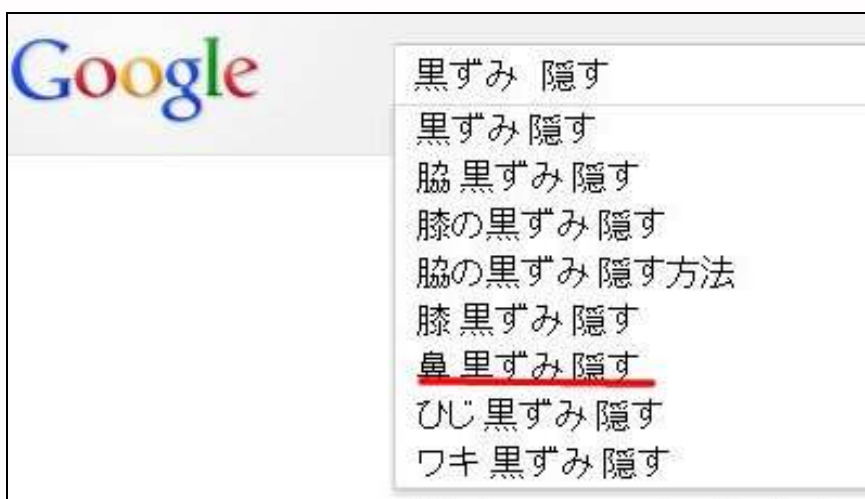 Google
黒ずみ 隠す
黒ずみ 隠す
脇 黒ずみ 隠す
膝の黒ずみ 隠す
脇の黒ずみ 隠す方法
膝 黒ずみ 隠す
鼻 黒ずみ 隠す
ひじ 黒ずみ 隠す
ワキ 黒ずみ 隠す